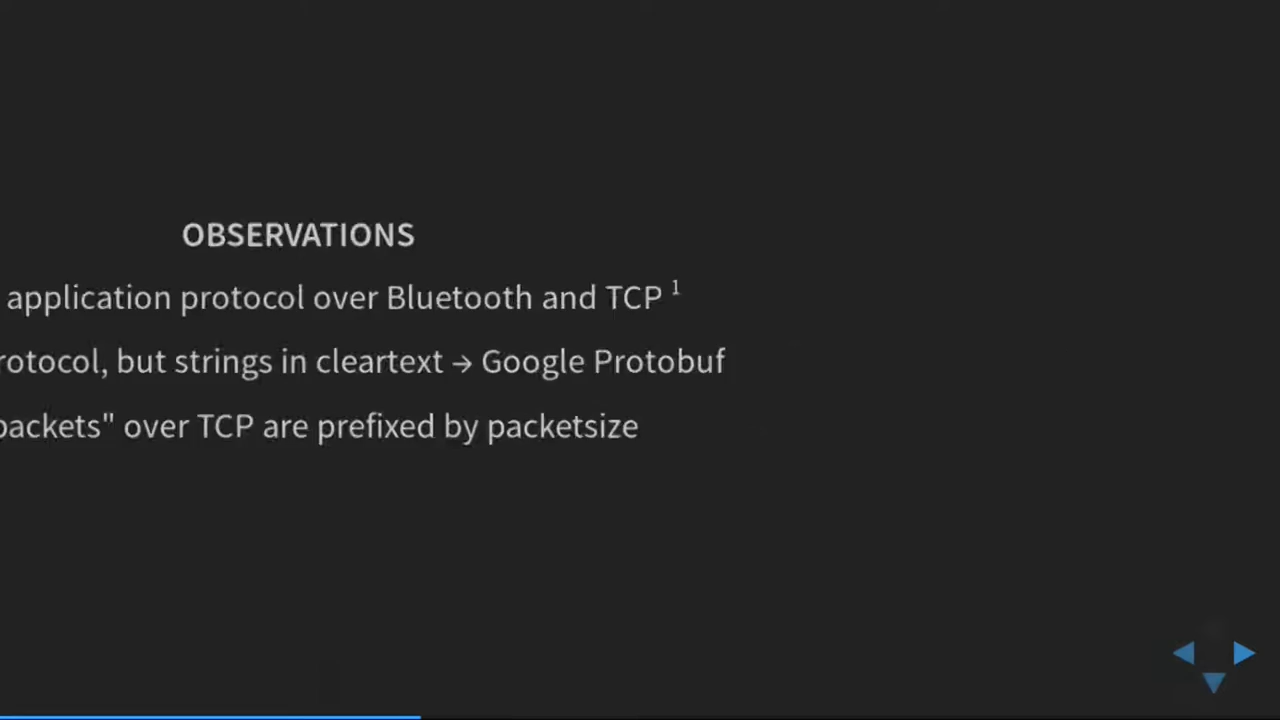 OBSERVATIONS
application protocol over Bluetooth and TCP ¹
rotocol, but strings in cleartext → Google Protobuf
packets" over TCP are prefixed by packetsize